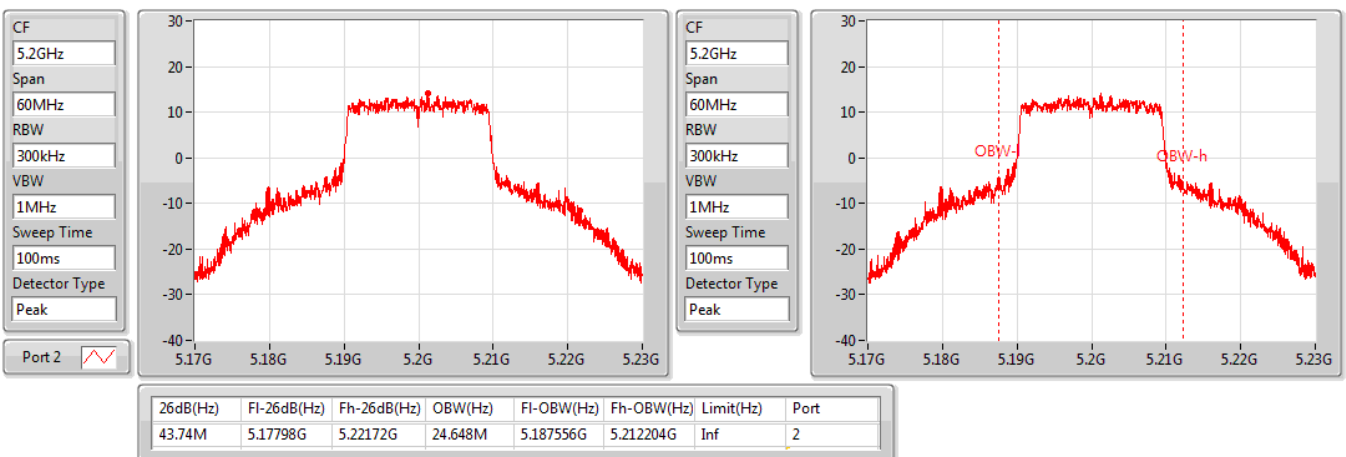 CF
5.2GHz
Span
60MHz
RBW
300kHz
VBW
1MHz
Sweep Time
100ms
Detector Type
Peak
Port 2
30
20
10
0
-10
-20
-30
-40
5.17G 5.18G 5.19G 5.2G 5.21G 5.22G 5.23G
CF
5.2GHz
Span
60MHz
RBW
300kHz
VBW
1MHz
Sweep Time
100ms
Detector Type
Peak
30
20
10
0
-10
-20
-30
-40
OBW-l
OBW-h
5.17G 5.18G 5.19G 5.2G 5.21G 5.22G 5.23G
26dB(Hz) Fl-26dB(Hz) Fh-26dB(Hz) OBW(Hz) Fl-OBW(Hz) Fh-OBW(Hz) Limit(Hz) Port
43.74M 5.17798G 5.22172G 24.648M 5.187556G 5.212204G Inf 2